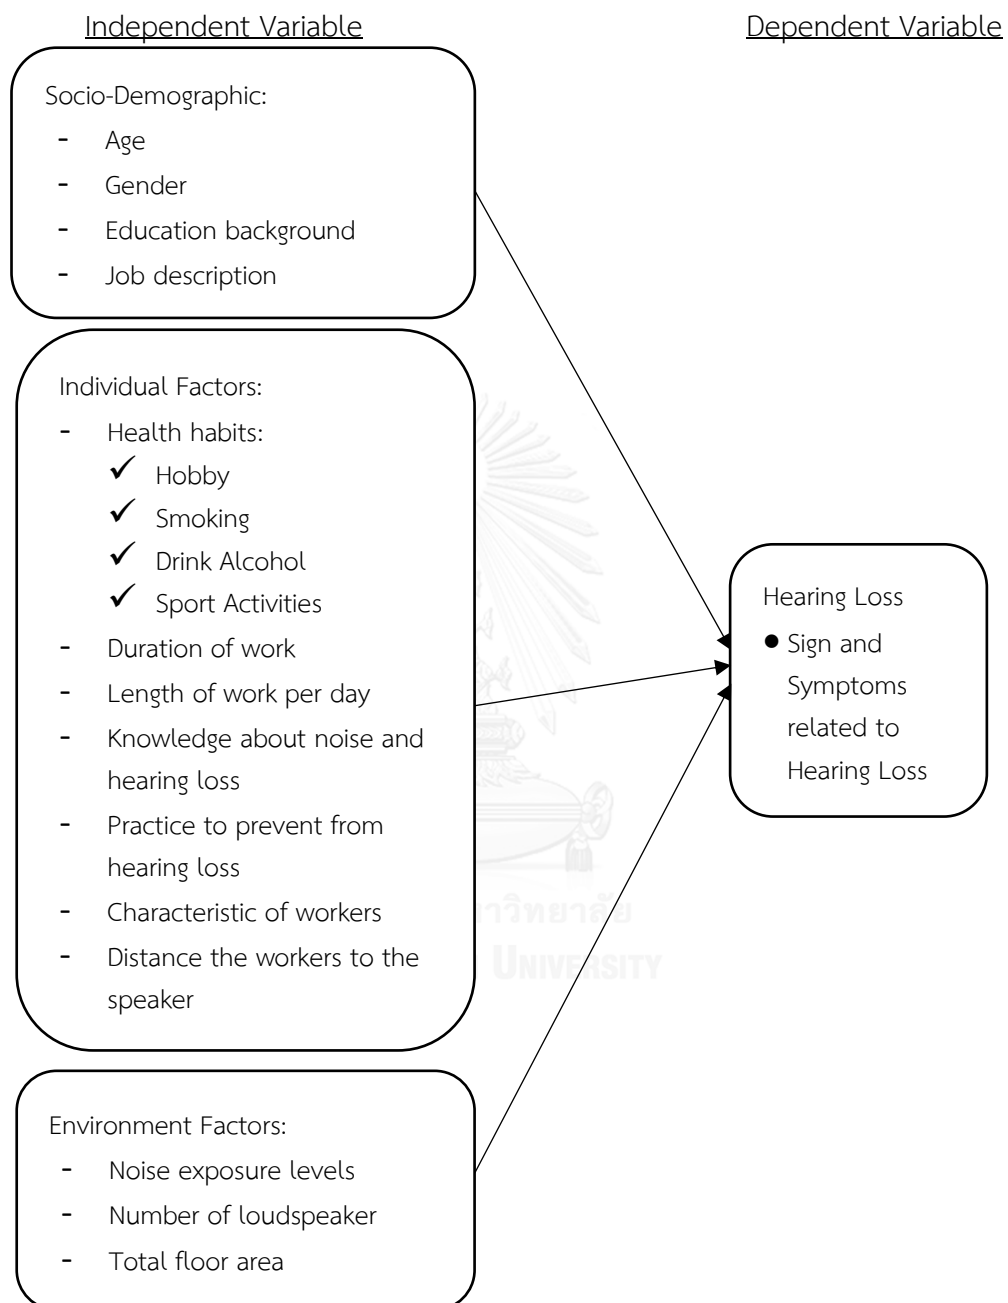 Independent Variable
Dependent Variable
Socio-Demographic:
- Age
- Gender
- Education background
- Job description
Individual Factors:
- Health habits:
✓ Hobby
✓ Smoking
✓ Drink Alcohol
✓ Sport Activities
- Duration of work
- Length of work per day
- Knowledge about noise and
hearing loss
- Practice to prevent from
hearing loss
- Characteristic of workers
- Distance the workers to the
speaker
Environment Factors:
- Noise exposure levels
- Number of loudspeaker
- Total floor area
Hearing Loss
● Sign and
Symptoms
related to
Hearing Loss
UNIVERSITY